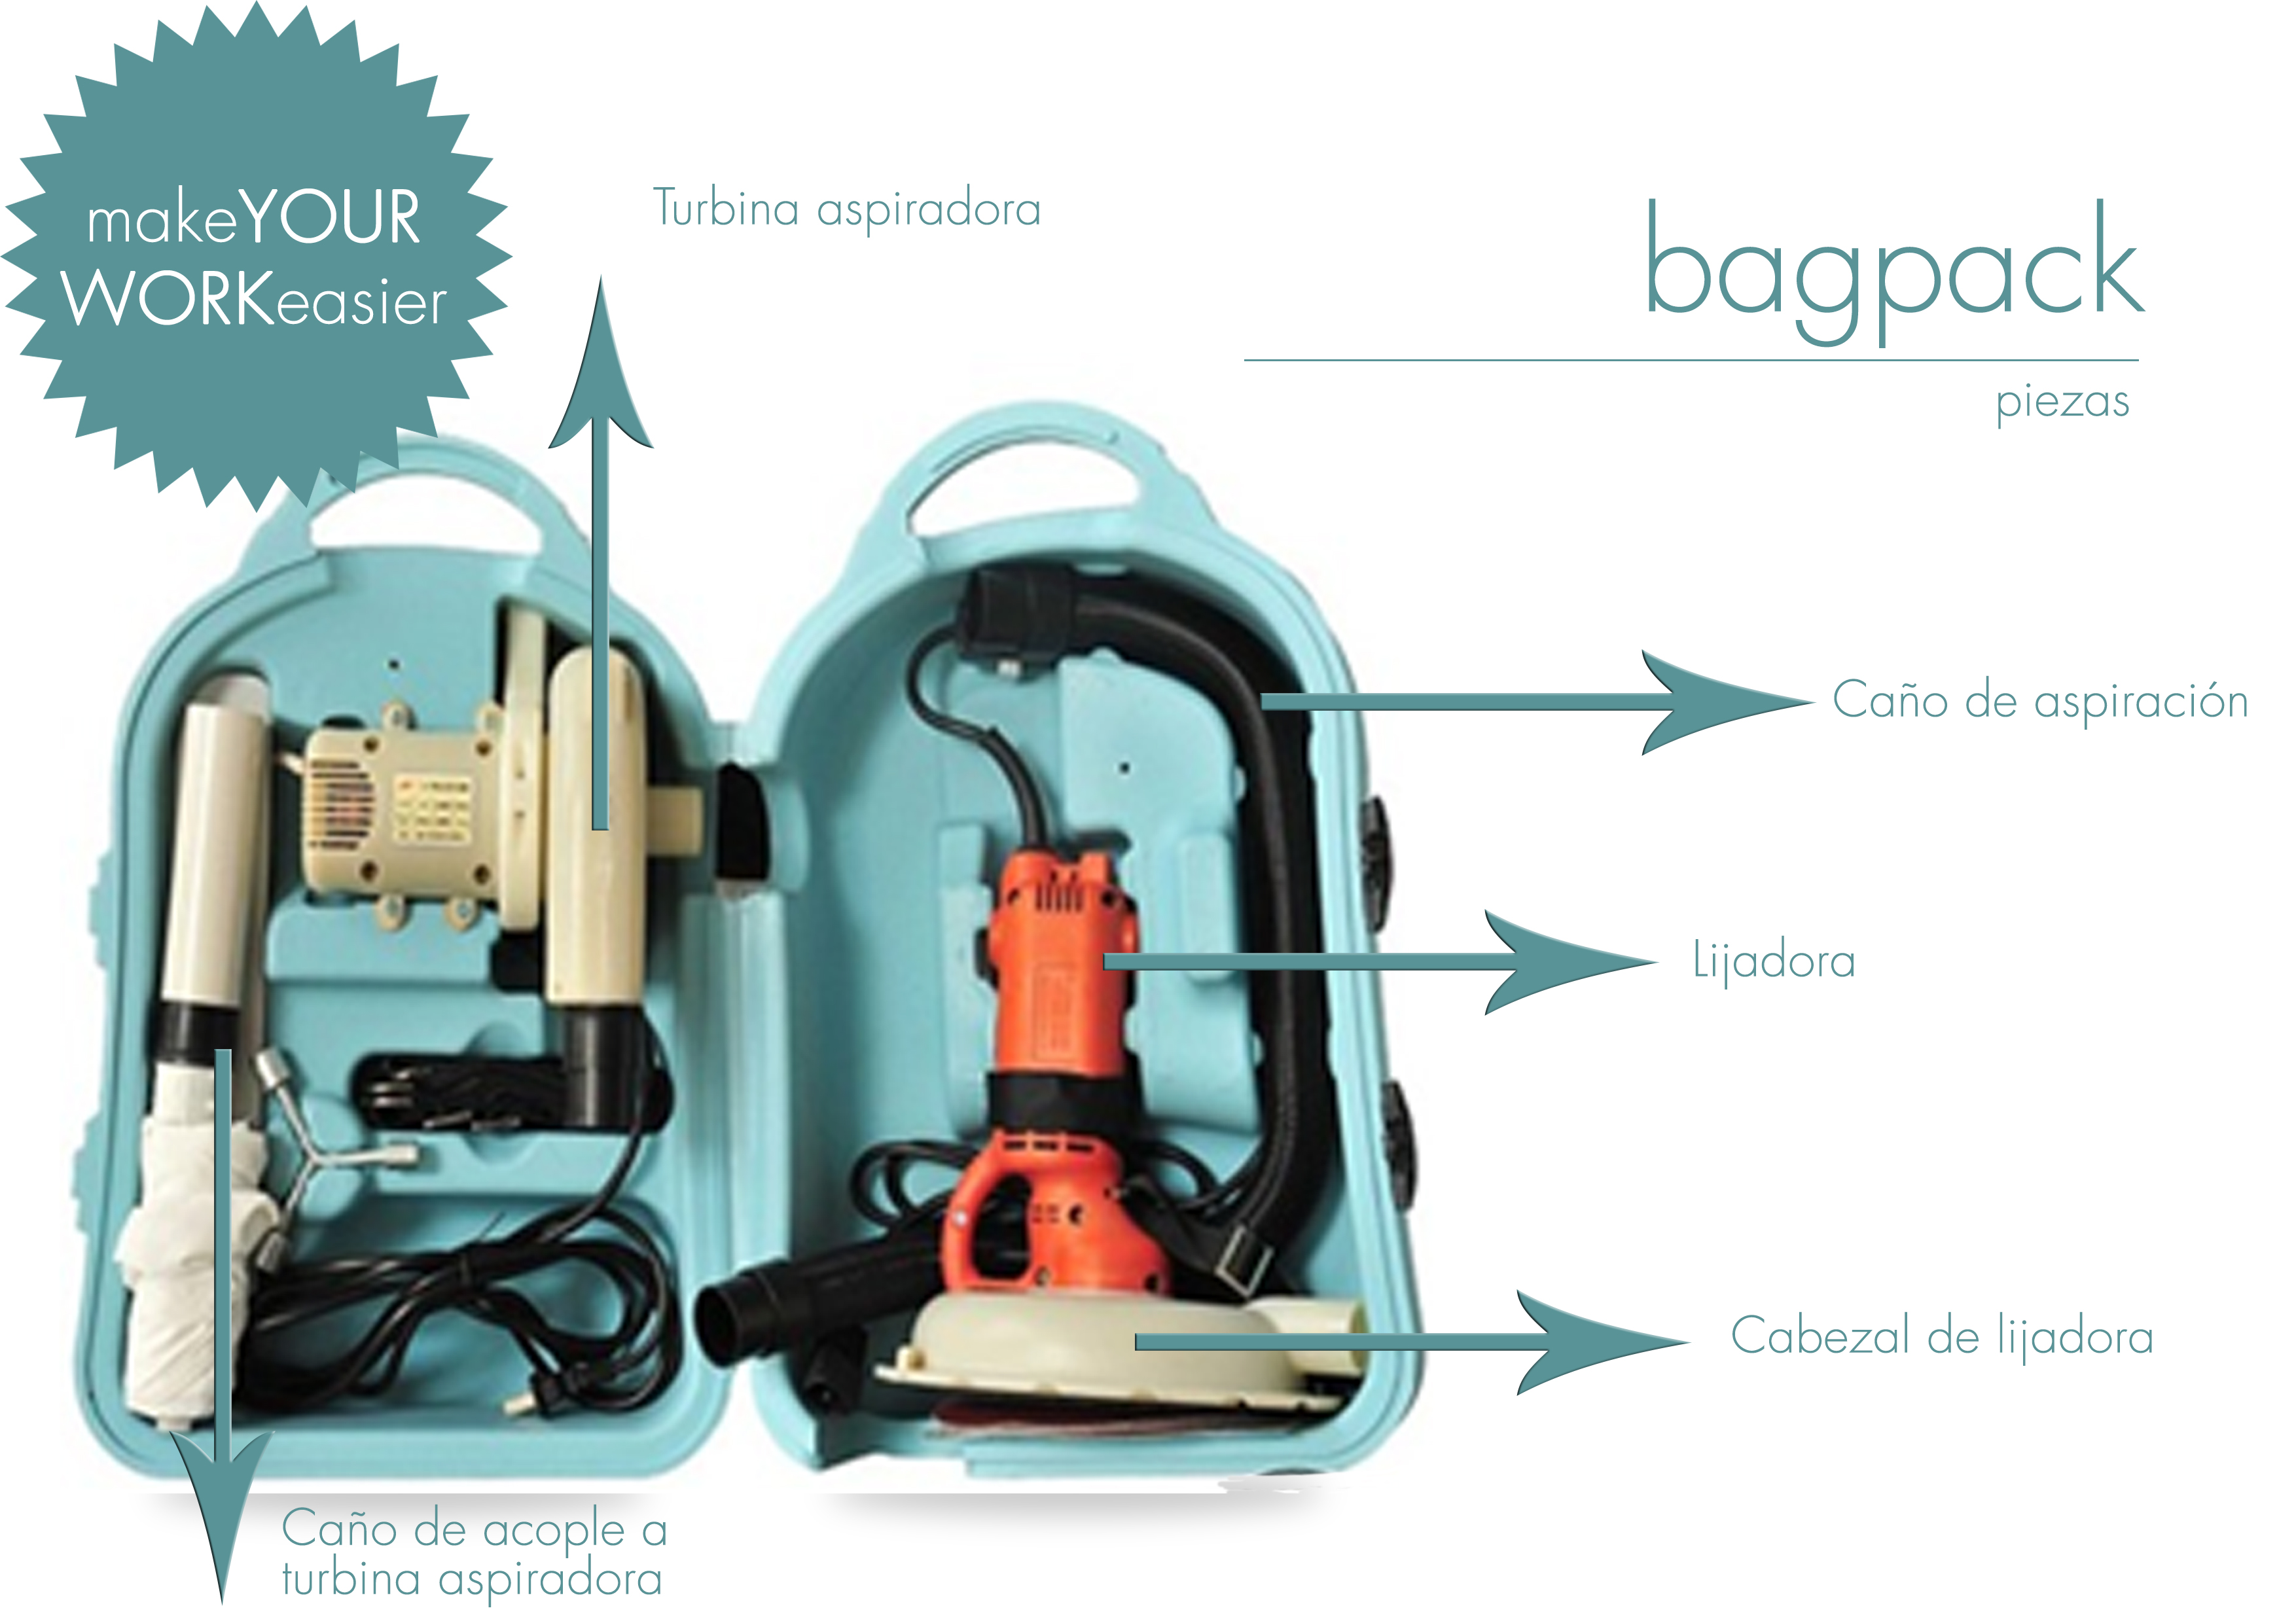 makeYOUR
WORKeasier
Turbina aspiradora
bagpack
piezas
Caño de aspiración
Lijadora
Cabezal de lijadora
Caño de acople a
turbina aspiradora